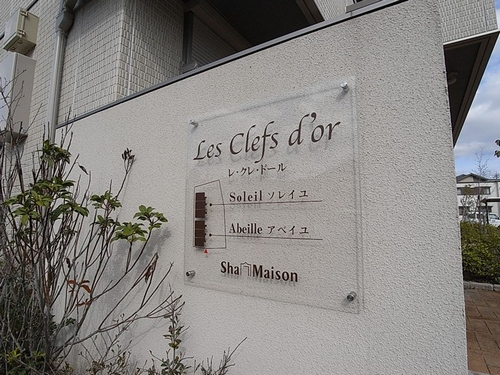 Les Clefs d'or
レ・クレ・ドール
Soleil ソレイユ
Abeille アベイユ
Sha Maison